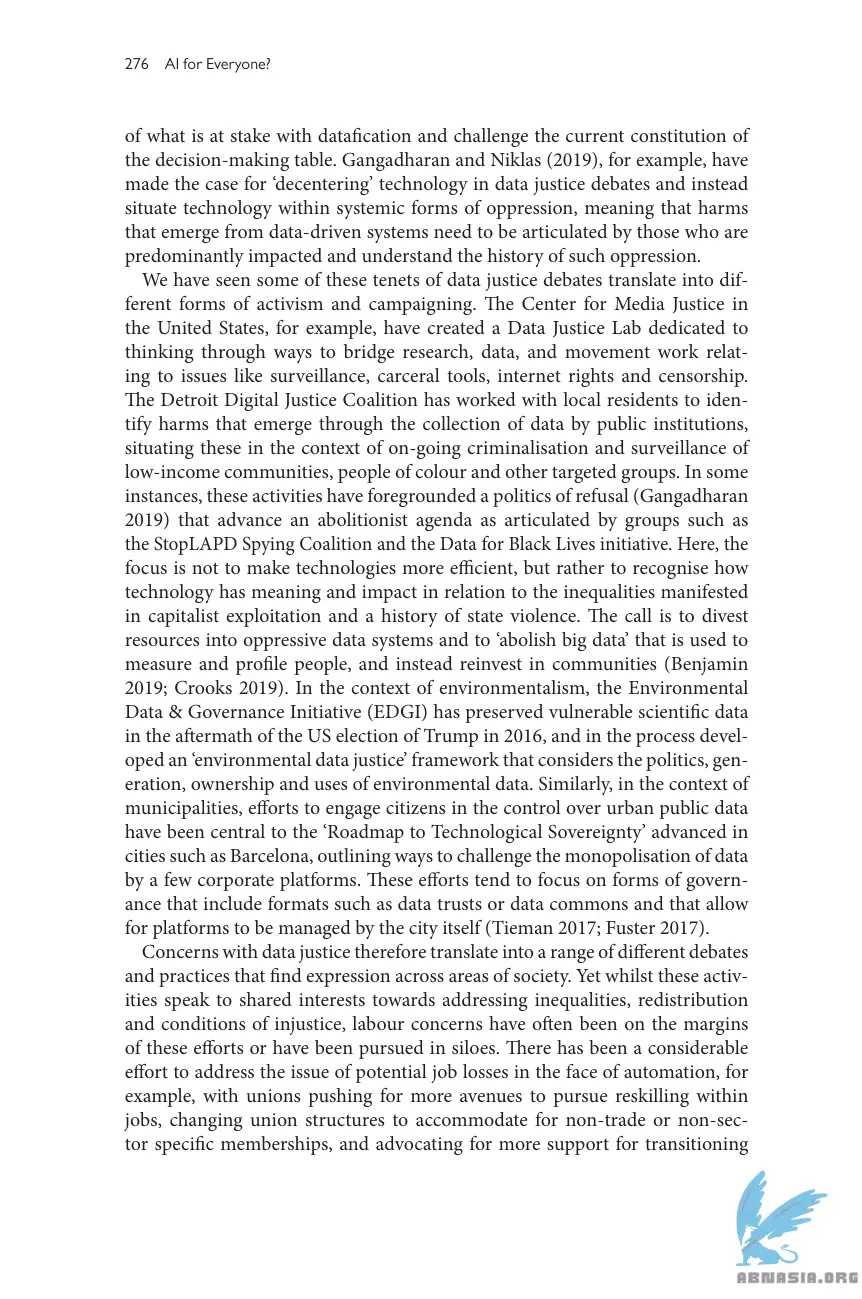 276 AI for Everyone?
of what is at stake with datafication and challenge the current constitution of
the decision-making table. Gangadharan and Niklas (2019), for example, have
made the case for ‘decentering’ technology in data justice debates and instead
situate technology within systemic forms of oppression, meaning that harms
that emerge from data-driven systems need to be articulated by those who are
predominantly impacted and understand the history of such oppression.
We have seen some of these tenets of data justice debates translate into dif-
ferent forms of activism and campaigning. The Center for Media Justice in
the United States, for example, have created a Data Justice Lab dedicated to
thinking through ways to bridge research, data, and movement work relat-
ing to issues like surveillance, carceral tools, internet rights and censorship.
The Detroit Digital Justice Coalition has worked with local residents to iden-
tify harms that emerge through the collection of data by public institutions,
situating these in the context of on-going criminalisation and surveillance of
low-income communities, people of colour and other targeted groups. In some
instances, these activities have foregrounded a politics of refusal (Gangadharan
2019) that advance an abolitionist agenda as articulated by groups such as
the StopLAPD Spying Coalition and the Data for Black Lives initiative. Here, the
focus is not to make technologies more efficient, but rather to recognise how
technology has meaning and impact in relation to the inequalities manifested
in capitalist exploitation and a history of state violence. The call is to divest
resources into oppressive data systems and to ‘abolish big data’ that is used to
measure and profile people, and instead reinvest in communities (Benjamin
2019; Crooks 2019). In the context of environmentalism, the Environmental
Data & Governance Initiative (EDGI) has preserved vulnerable scientific data
in the aftermath of the US election of Trump in 2016, and in the process devel-
oped an ‘environmental data justice’ framework that considers the politics, gen-
eration, ownership and uses of environmental data. Similarly, in the context of
municipalities, efforts to engage citizens in the control over urban public data
have been central to the ‘Roadmap to Technological Sovereignty’ advanced in
cities such as Barcelona, outlining ways to challenge the monopolisation of data
by a few corporate platforms. These efforts tend to focus on forms of govern-
ance that include formats such as data trusts or data commons and that allow
for platforms to be managed by the city itself (Tieman 2017; Fuster 2017).
Concerns with data justice therefore translate into a range of different debates
and practices that find expression across areas of society. Yet whilst these activ-
ities speak to shared interests towards addressing inequalities, redistribution
and conditions of injustice, labour concerns have often been on the margins
of these efforts or have been pursued in siloes. There has been a considerable
effort to address the issue of potential job losses in the face of automation, for
example, with unions pushing for more avenues to pursue reskilling within
jobs, changing union structures to accommodate for non-trade or non-sec-
tor specific memberships, and advocating for more support for transitioning
ABNASIA.ORG